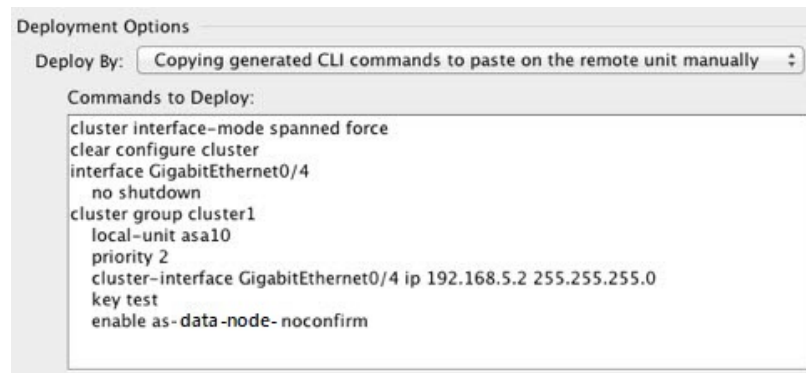 Deployment Options
Deploy By: Copying generated CLI commands to paste on the remote unit manually
Commands to Deploy:
cluster interface-mode spanned force
clear configure cluster
interface GigabitEthernet0/4
no shutdown
cluster group cluster1
local-unit asa10
priority 2
cluster-interface GigabitEthernet0/4 ip 192.168.5.2 255.255.255.0
key test
enable as-data-node-noconfirm